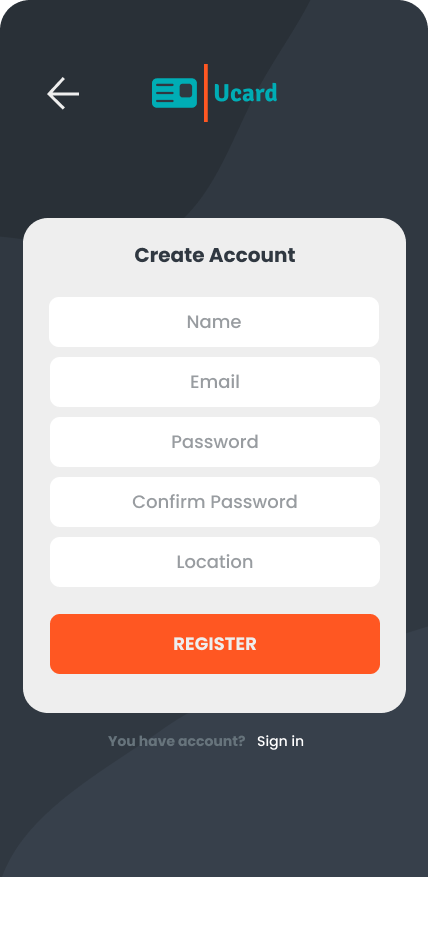 Ucard
Create Account
Name
Email
Password
Confirm Password
Location
REGISTER
You have account? Sign in